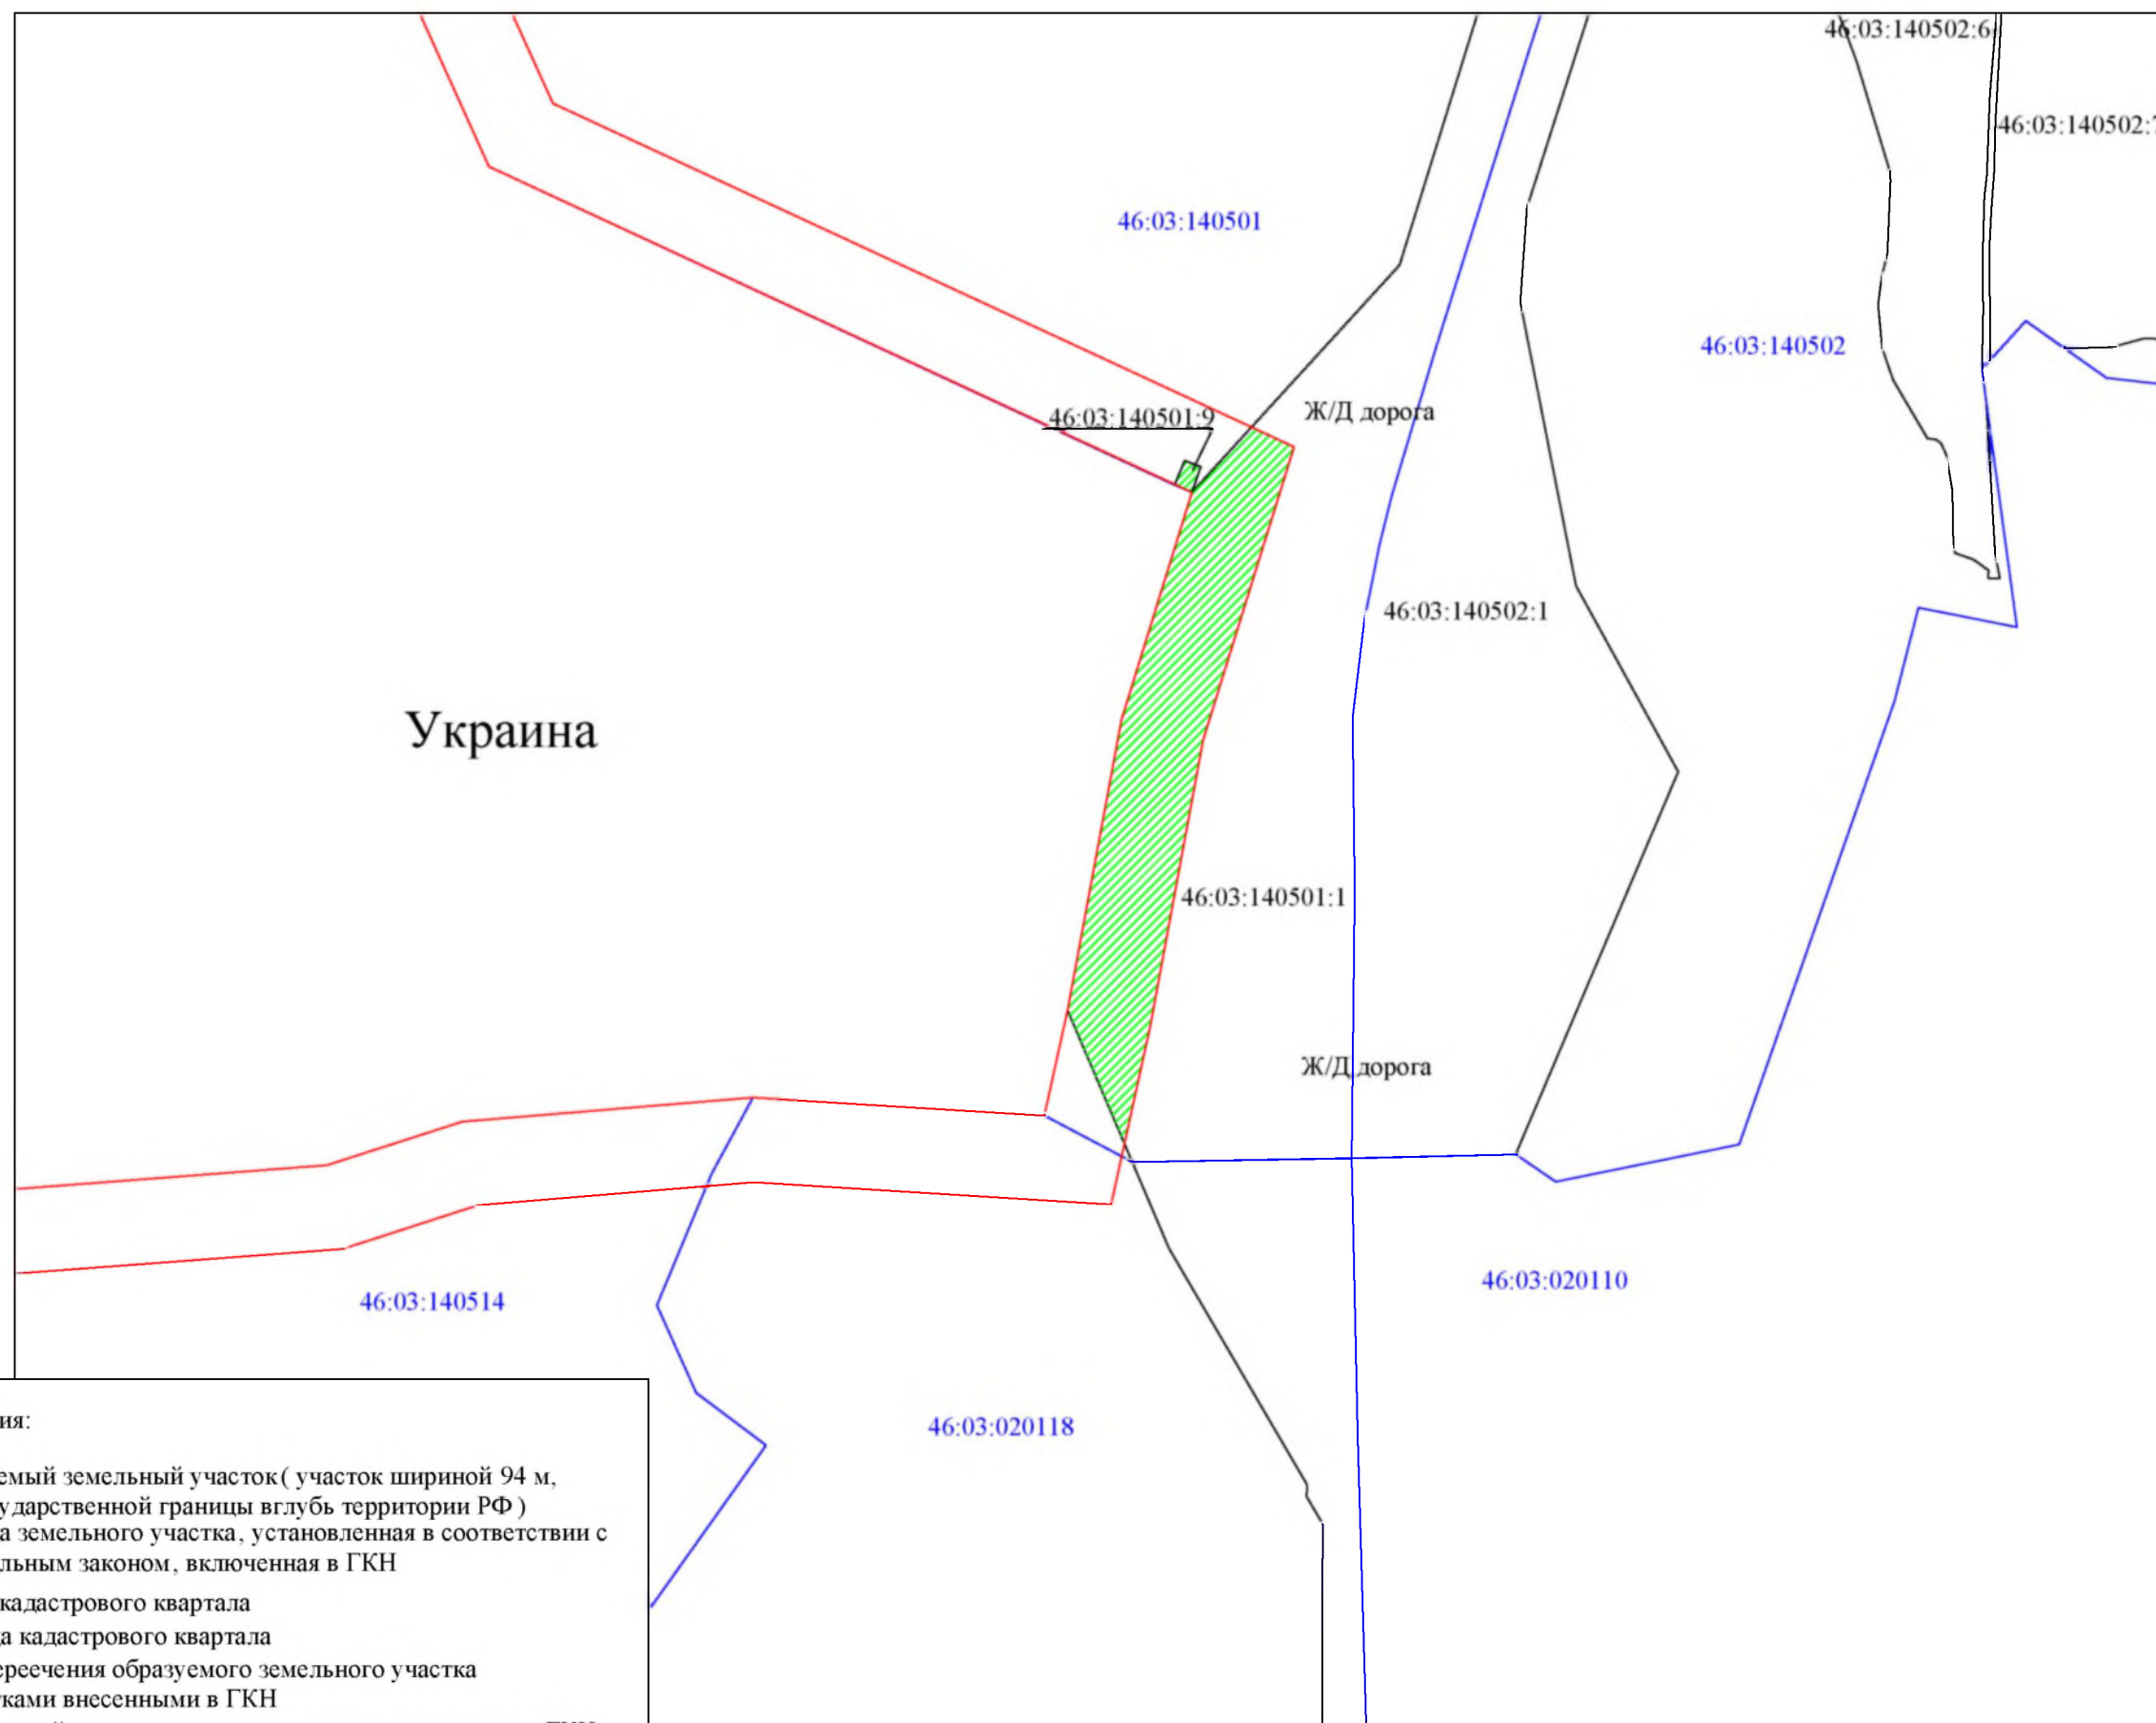 46:03:140502:6
46:03:140502:
46:03:140501
46:03:140502
46:03:140501:9
Ж/Д дорога
46:03:140502:1
Украина
46:03:140501:1
Ж/Д дорога
46:03:020110
46:03:140514
46:03:020118
ия:
емый земельный участок ( участок шириной 94 м,
ударственной границы вглубь территории РФ )
а земельного участка, установленная в соответствии с
льным законом, включенная в ГКН
кадастрового квартала
а кадастрового квартала
реечения образуемого земельного участка
ками внесенными в ГКН